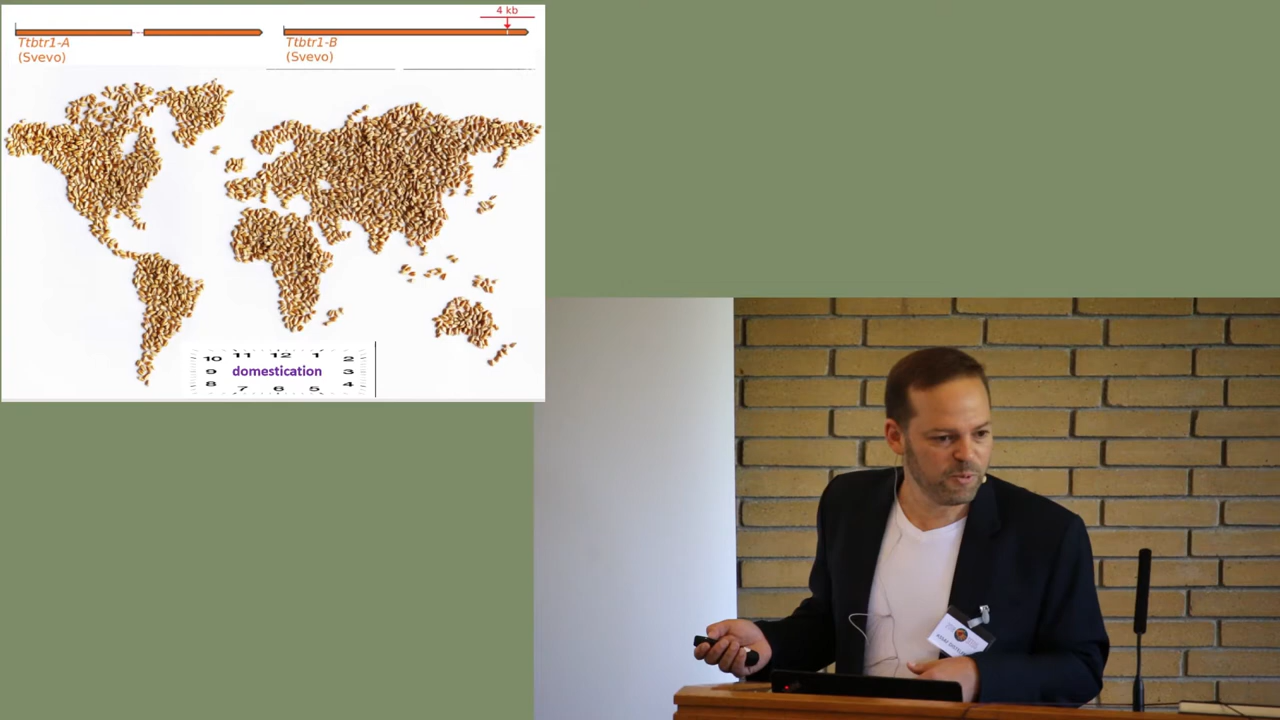 4 kb
Ttbtr1-A
(Svevo)
Ttbtr1-B
(Svevo)
10 11 12 1 2
9 domestication 3
8 7 6 5 4